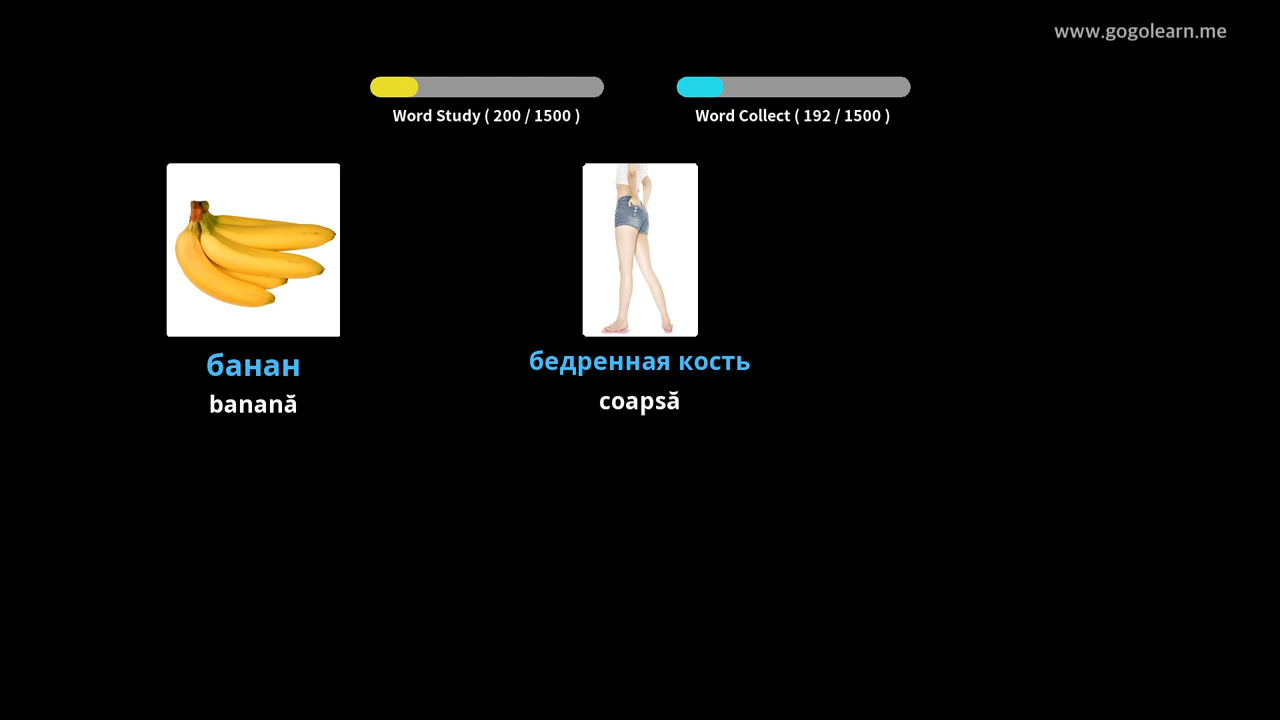 www.gogolearn.me
Word Study ( 200 / 1500 )
Word Collect ( 192 / 1500 )
банан
banană
бедренная кость
coapsă